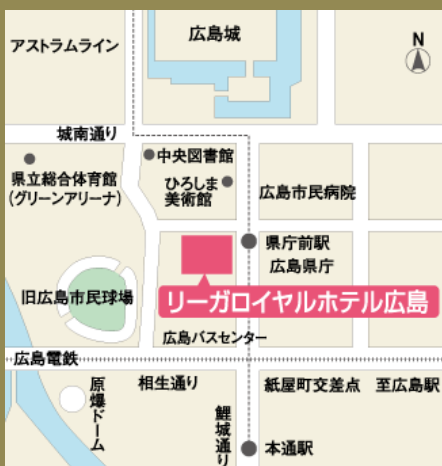 広島城
アストラムライン
N
城南通り
中央図書館
県立総合体育館
(グリーンアリーナ)
ひろしま
美術館
広島市民病院
県庁前駅
広島県庁
旧広島市民球場
リーガロイヤルホテル広島
広島バスセンター
広島電鉄
原爆ドーム
相生通り
鯉城通り
紙屋町交差点
至広島駅
本通駅